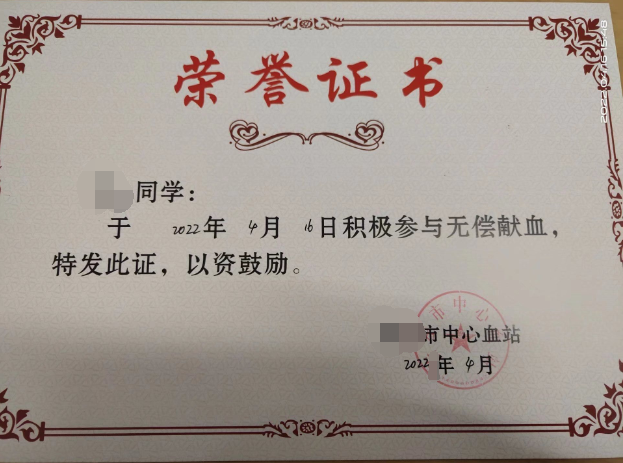 荣誉证书
同学：
于 2022年 4月 16日积极参与无偿献血，
特发此证，以资鼓励。
市中心血站
2022年 4月
市中心